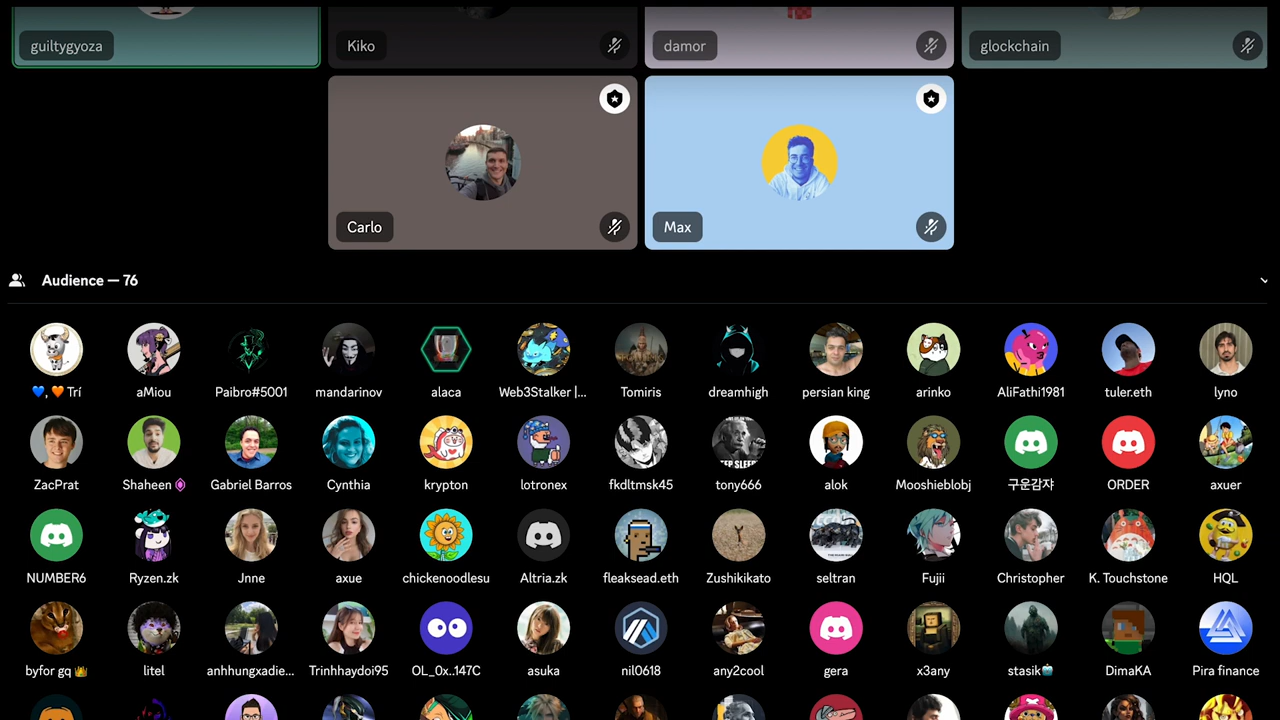 guiltygyoza
Kiko
damor
glockchain
Carlo
Max
Audience — 76
💙, 🧡 Trí
aMiou
Paibro#5001
mandarinov
alaca
Web3Stalker |...
Tomiris
dreamhigh
persian king
arinko
AliFathi1981
tuler.eth
lyno
ZacPrat
Shaheen
Gabriel Barros
Cynthia
krypton
lotronex
fkdltmsk45
tony666
alok
Mooshieblobj
구운감쟈
ORDER
axuer
NUMBER6
Ryzen.zk
Jnne
axue
chickenoodlesu
Altria.zk
fleaksead.eth
Zushikikato
seltran
Fujii
Christopher
K. Touchstone
HQL
byfor gq 👑
litel
anhhungxadie...
Trinhhaydoi95
OL_0x..147C
asuka
nil0618
any2cool
gera
x3any
stasik
DimaKA
Pira finance